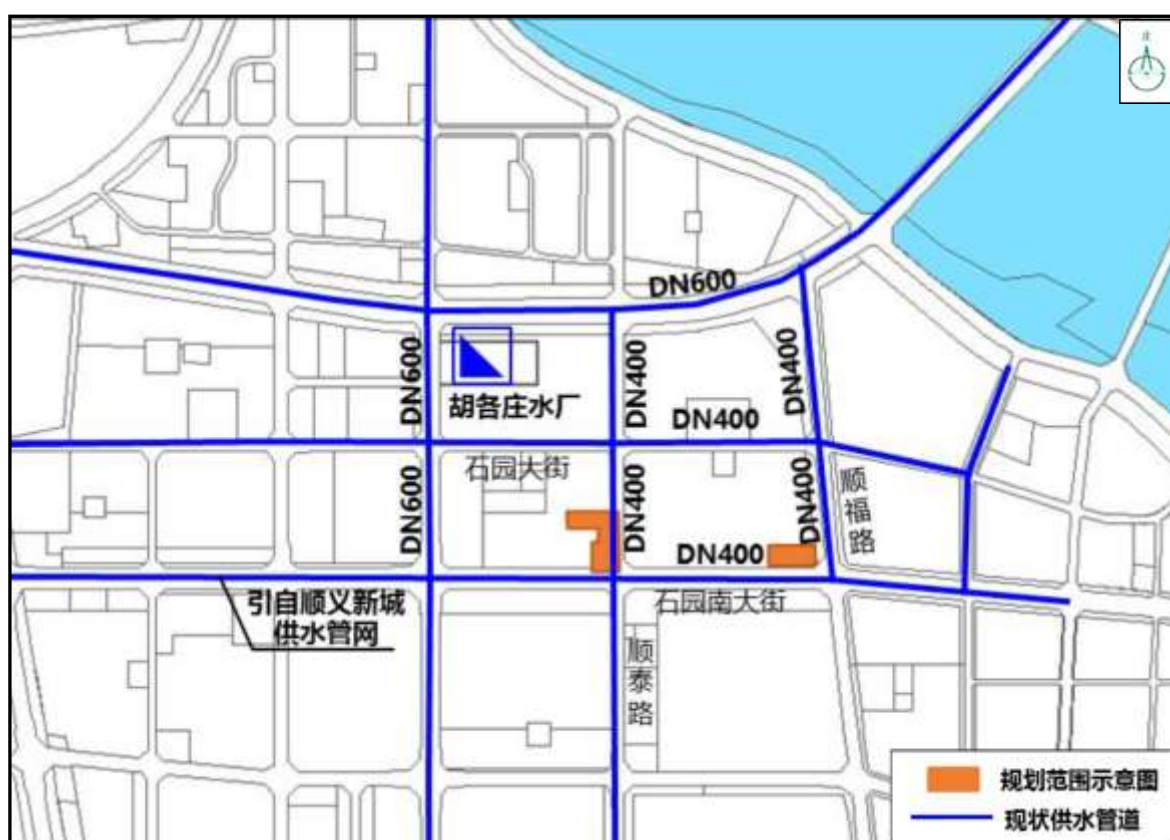 北
DN600
DN600
DN400
DN400
胡各庄水厂
DN400
石园大街
DN600
DN400
DN400
顺福路
DN400
引自顺义新城
供水管网
石园南大街
顺泰路
规划范围示意图
现状供水管道